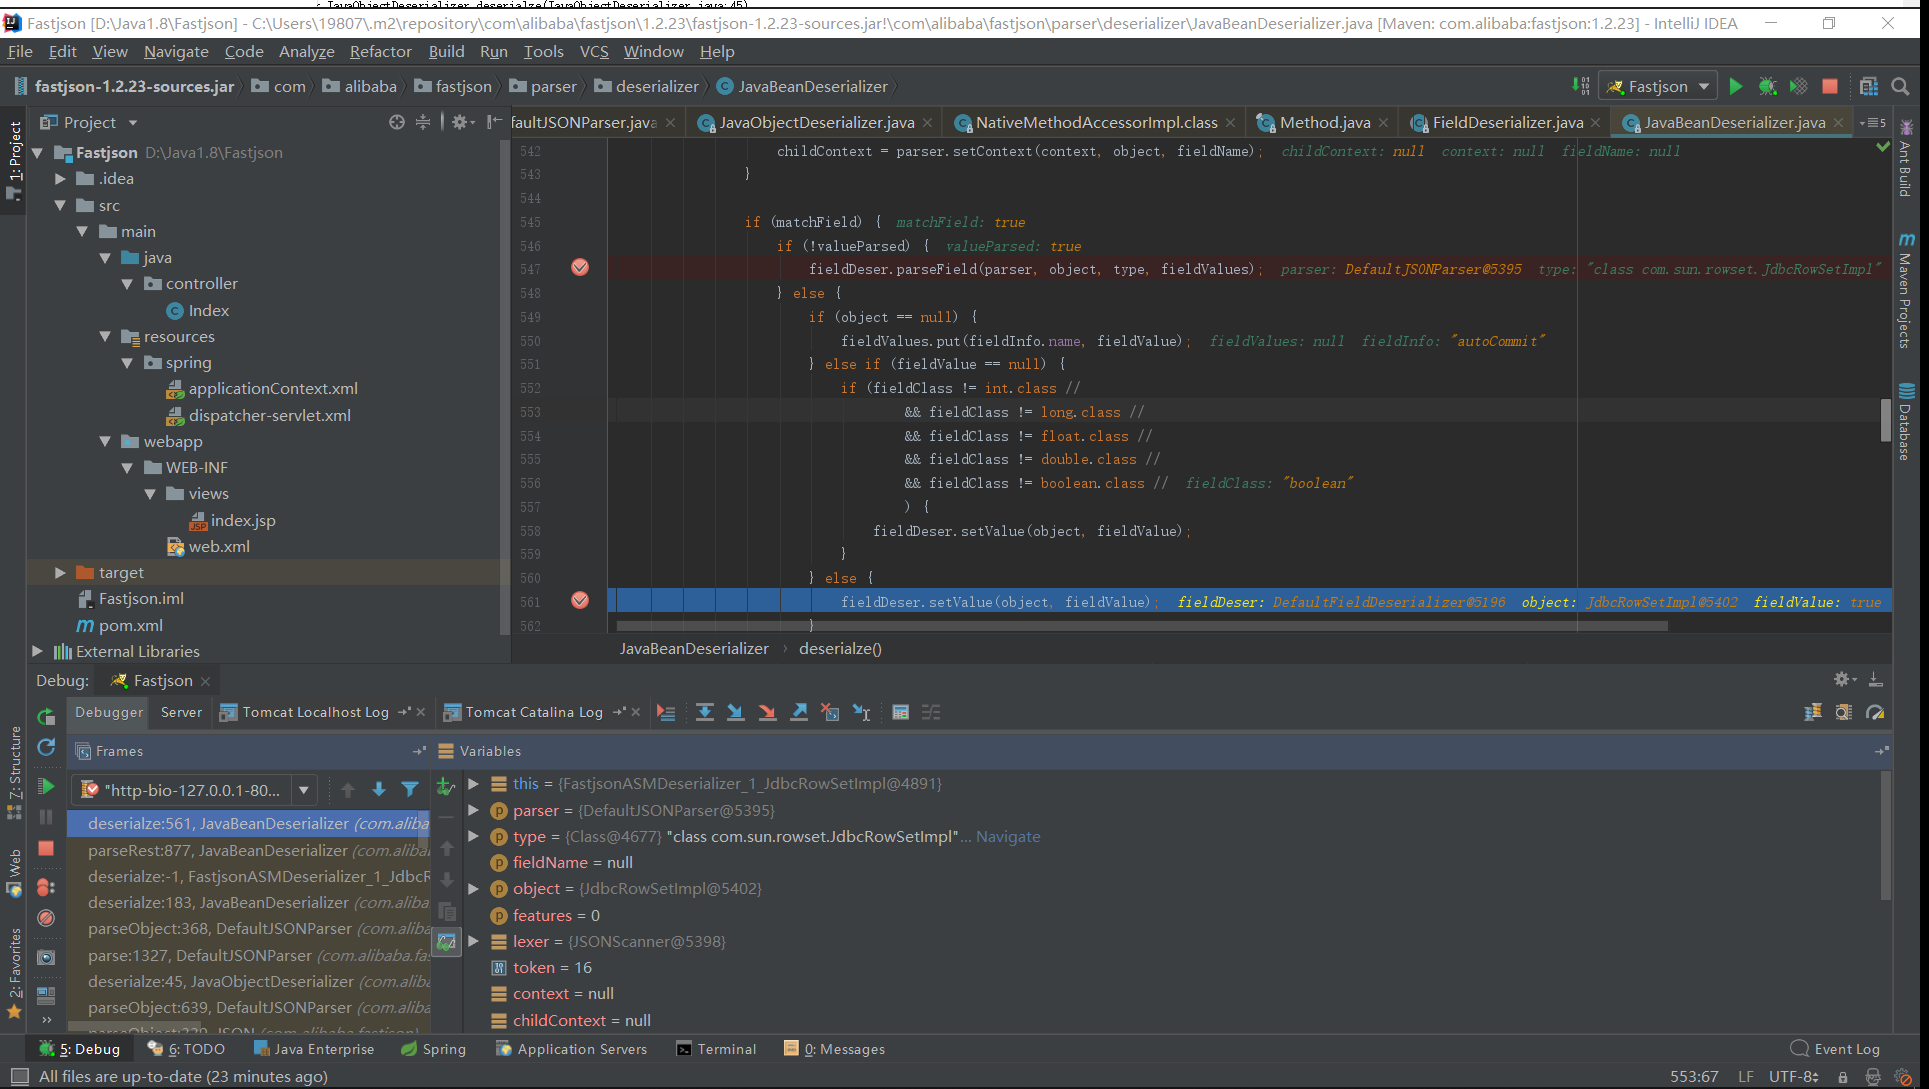 Fastjson [D:\Java1.8\Fastjson] - C:\Users\19807\.m2\repository\com\alibaba\fastjson\1.2.23\fastjson-1.2.23-sources.jar!\com\alibaba\fastjson\parser\deserializer\JavaBeanDeserializer.java [Maven: com.alibaba:fastjson:1.2.23] - IntelliJ IDEA
File Edit View Navigate Code Analyze Refactor Build Run Tools VCS Window Help
fastjson-1.2.23-sources.jar com alibaba fastjson parser deserializer JavaBeanDeserializer
Fastjson
Project
faultJSONParser.java JavaObjectDeserializer.java NativeMethodAccessorImpl.class Method.java FieldDeserializer.java JavaBeanDeserializer.java 5
1: Project
Fastjson D:\Java1.8\Fastjson
.idea
src
main
java
controller
Index
resources
spring
applicationContext.xml
dispatcher-servlet.xml
webapp
WEB-INF
views
index.jsp
web.xml
target
Fastjson.iml
pom.xml
External Libraries
542 childContext = parser.setContext(context, object, fieldName); childContext: null context: null fieldName: null
543 }
544
545 if (matchField) { matchField: true
546 if (!valueParsed) { valueParsed: true
547 fieldDeser.parseField(parser, object, type, fieldValues); parser: DefaultJSONParser@5395 type: "class com.sun.rowset.JdbcRowSetImpl"
548 } else {
549 if (object == null) {
550 fieldValues.put(fieldInfo.name, fieldValue); fieldValues: null fieldInfo: "autoCommit"
551 } else if (fieldValue == null) {
552 if (fieldClass != int.class //
553 && fieldClass != long.class //
554 && fieldClass != float.class //
555 && fieldClass != double.class //
556 && fieldClass != boolean.class // fieldClass: "boolean"
557 ) {
558 fieldDeser.setValue(object, fieldValue);
559 }
560 } else {
561 fieldDeser.setValue(object, fieldValue); fieldDeser: DefaultFieldDeserializer@5196 object: JdbcRowSetImpl@5402 fieldValue: true
562 }
JavaBeanDeserializer deserialze()
Ant Build
Maven Projects
Database
Debug: Fastjson
Debugger Server Tomcat Localhost Log Tomcat Catalina Log
Frames
Variables
"http-bio-127.0.0.1-80...
deserialze:561, JavaBeanDeserializer (com.aliba
parseRest:877, JavaBeanDeserializer (com.aliba
deserialze:-1, FastjsonASMDeserializer_1_JdbcR
deserialze:183, JavaBeanDeserializer (com.aliba
parseObject:368, DefaultJSONParser (com.aliba
parse:1327, DefaultJSONParser (com.alibaba.fa
deserialze:45, JavaObjectDeserializer (com.aliba
parseObject:639, DefaultJSONParser (com.aliba
this = {FastjsonASMDeserializer_1_JdbcRowSetImpl@4891}
parser = {DefaultJSONParser@5395}
type = {Class@4677} "class com.sun.rowset.JdbcRowSetImpl"... Navigate
fieldName = null
object = {JdbcRowSetImpl@5402}
features = 0
lexer = {JSONScanner@5398}
token = 16
context = null
childContext = null
Z: Structure
Web
2: Favorites
5: Debug 6: TODO Java Enterprise Spring Application Servers Terminal 0: Messages Event Log
All files are up-to-date (23 minutes ago) 553:67 LF UTF-8